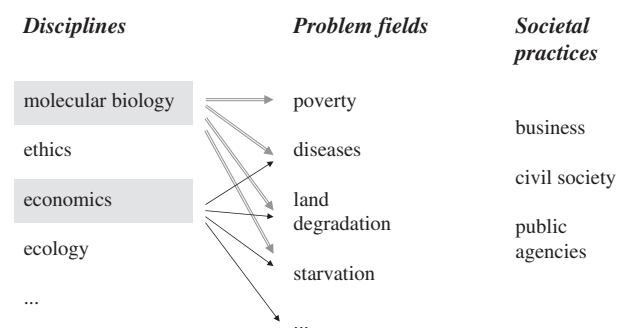 Disciplines
molecular biology
ethics
economics
ecology
...
Problem fields
poverty
diseases
land
degradation
starvation
...
Societal
practices
business
civil society
public
agencies